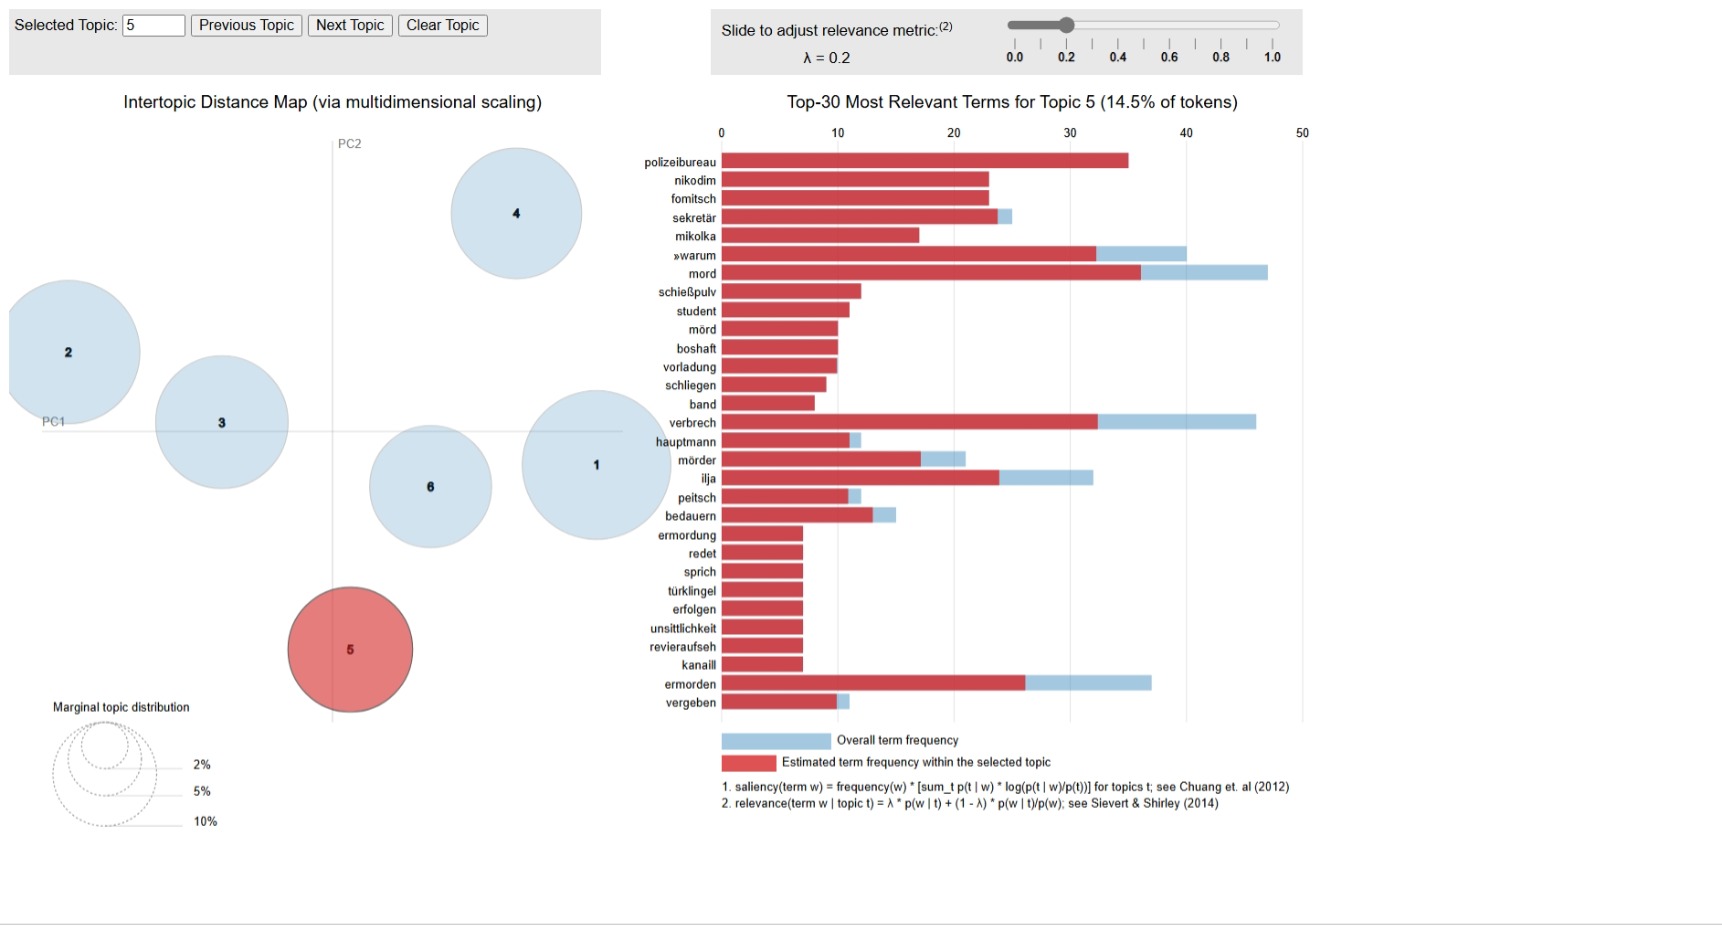 Selected Topic: 5 Previous Topic Next Topic Clear Topic
Slide to adjust relevance metric:(2)
λ = 0.2
0.0 0.2 0.4 0.6 0.8 1.0
Intertopic Distance Map (via multidimensional scaling)
PC2
PC1
4
2
3
1
6
5
Marginal topic distribution
2%
5%
10%
Top-30 Most Relevant Terms for Topic 5 (14.5% of tokens)
0 10 20 30 40 50
polizeibureau
nikodim
fomitsch
sekretär
mikolka
»warum
mord
schießpulv
student
mörd
boshaft
vorladung
schliegen
band
verbrech
hauptmann
mörder
ilja
peitsch
bedauern
ermordung
redet
sprich
türklingel
erfolgen
unsittlichkeit
revieraufseh
kanaill
ermorden
vergeben
Overall term frequency
Estimated term frequency within the selected topic
1. saliency(term w) = frequency(w) * [sum_t p(t | w) * log(p(t | w)/p(t))] for topics t; see Chuang et. al (2012)
2. relevance(term w | topic t) = λ * p(w | t) + (1 - λ) * p(w | t)/p(w); see Sievert & Shirley (2014)